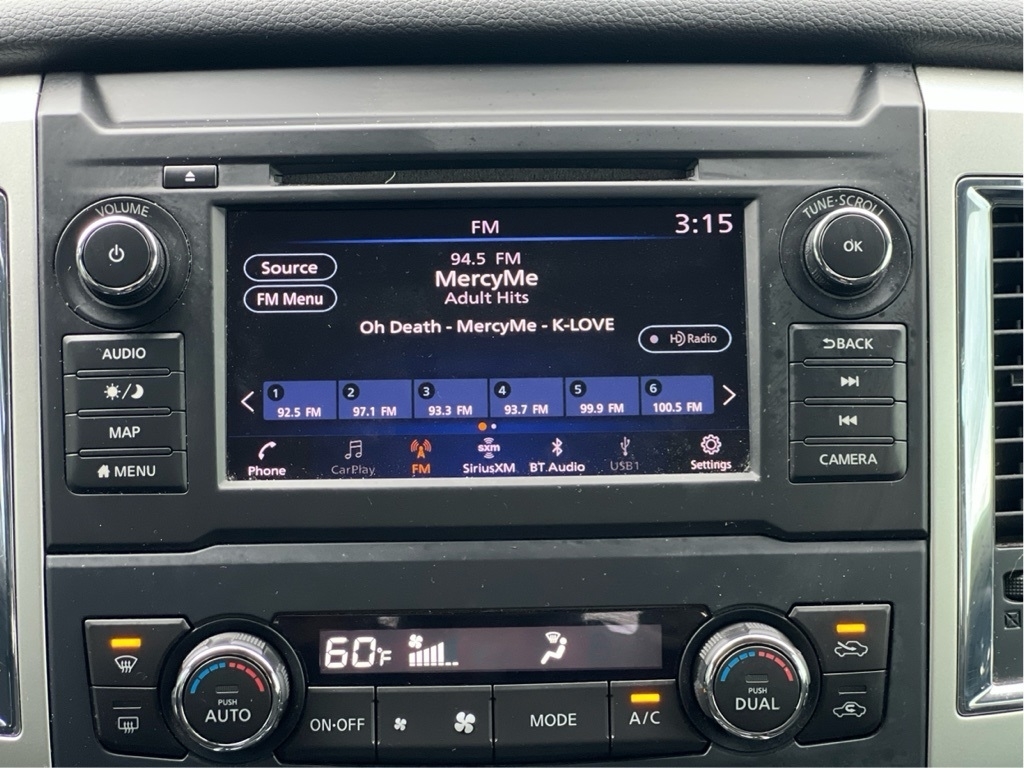 VOLUME
TUNE·SCROLL
OK
FM
3:15
Source
FM Menu
94.5 FM
MercyMe
Adult Hits
Oh Death - MercyMe - K-LOVE
HD Radio
1
2
3
4
5
6
92.5 FM
97.1 FM
93.3 FM
93.7 FM
99.9 FM
100.5 FM
Phone
CarPlay
FM
sxm
SiriusXM
BT Audio
USB1
Settings
AUDIO
MAP
MENU
BACK
CAMERA
60°F
PUSH
AUTO
ON·OFF
MODE
A/C
PUSH
DUAL